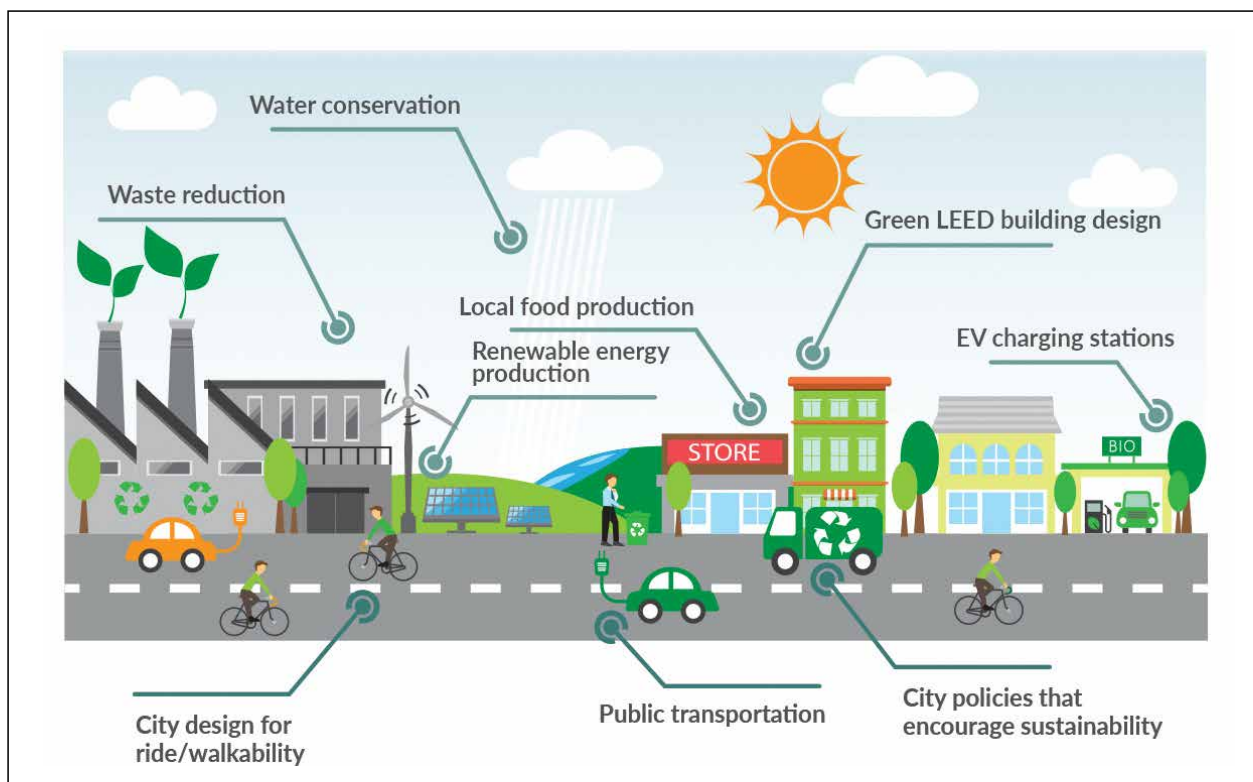 Water conservation
Waste reduction
Green LEED building design
Local food production
Renewable energy
production
EV charging stations
STORE
BIO
City design for
ride/walkability
Public transportation
City policies that
encourage sustainability